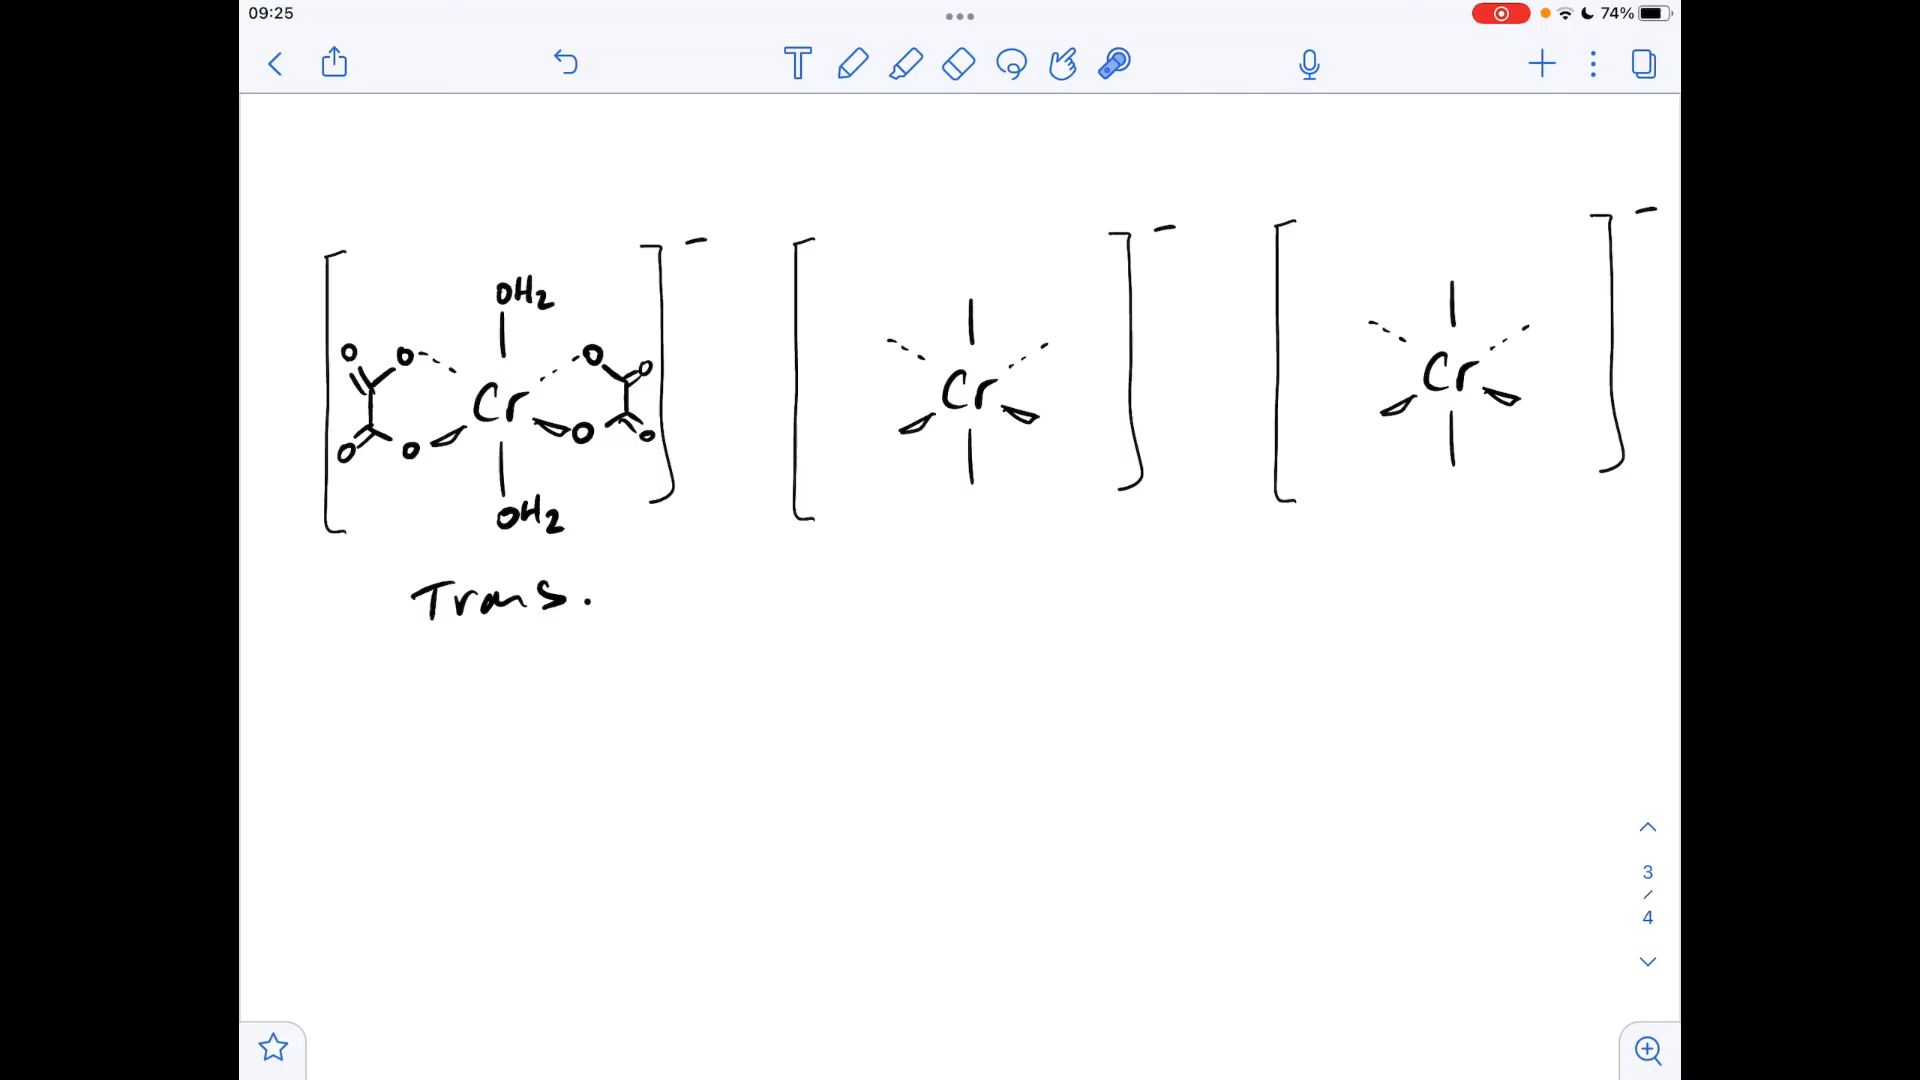 09:25
74%
T
OH2
O O O O
Cr Cr Cr
O O O O
OH2
Trans.
3
/
4